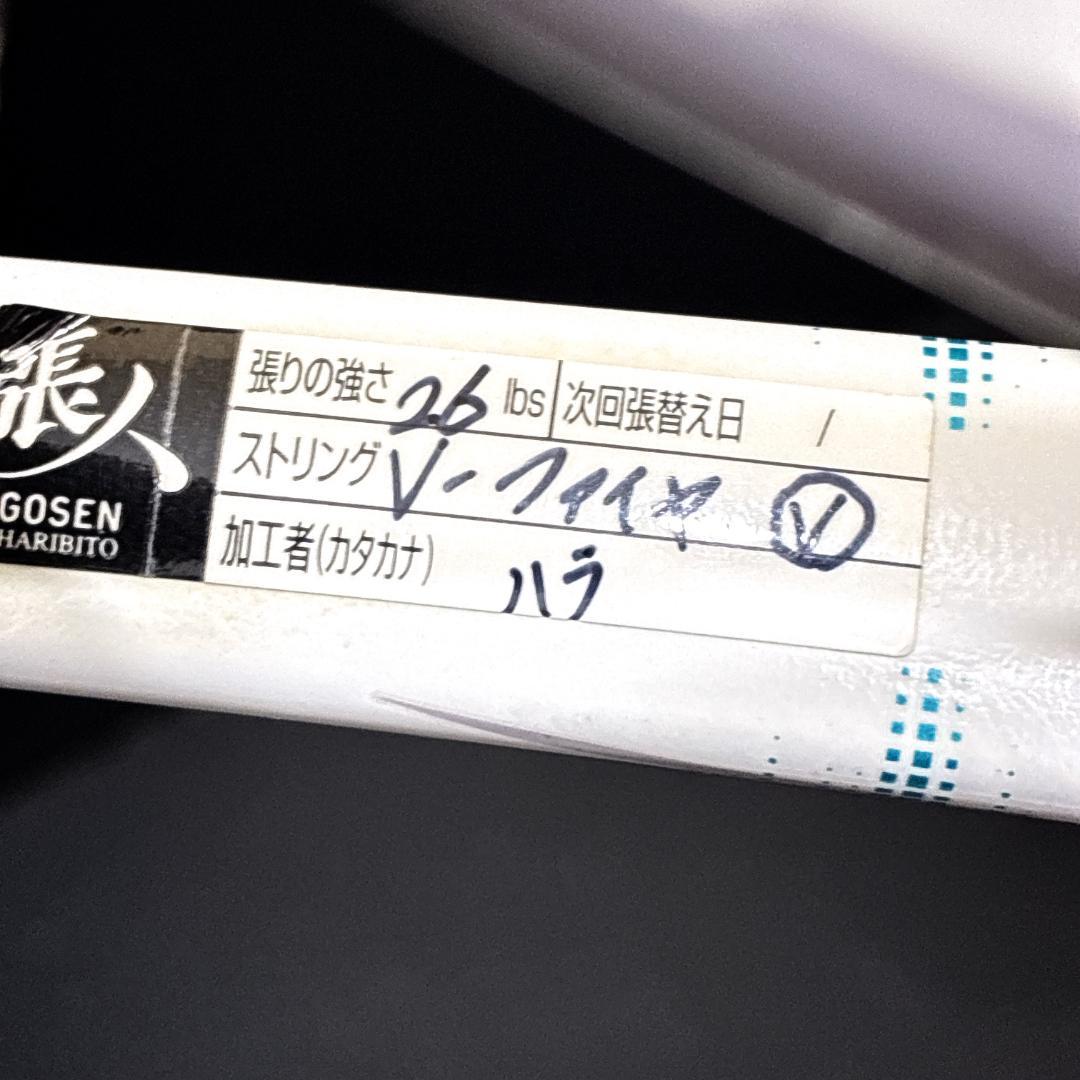 張人
GOSEN
HARIBITO
張りの強さ 26 lbs 次回張替え日 /
ストリング V-ファイヤ Ⓥ
加工者(カタカナ) ハラ